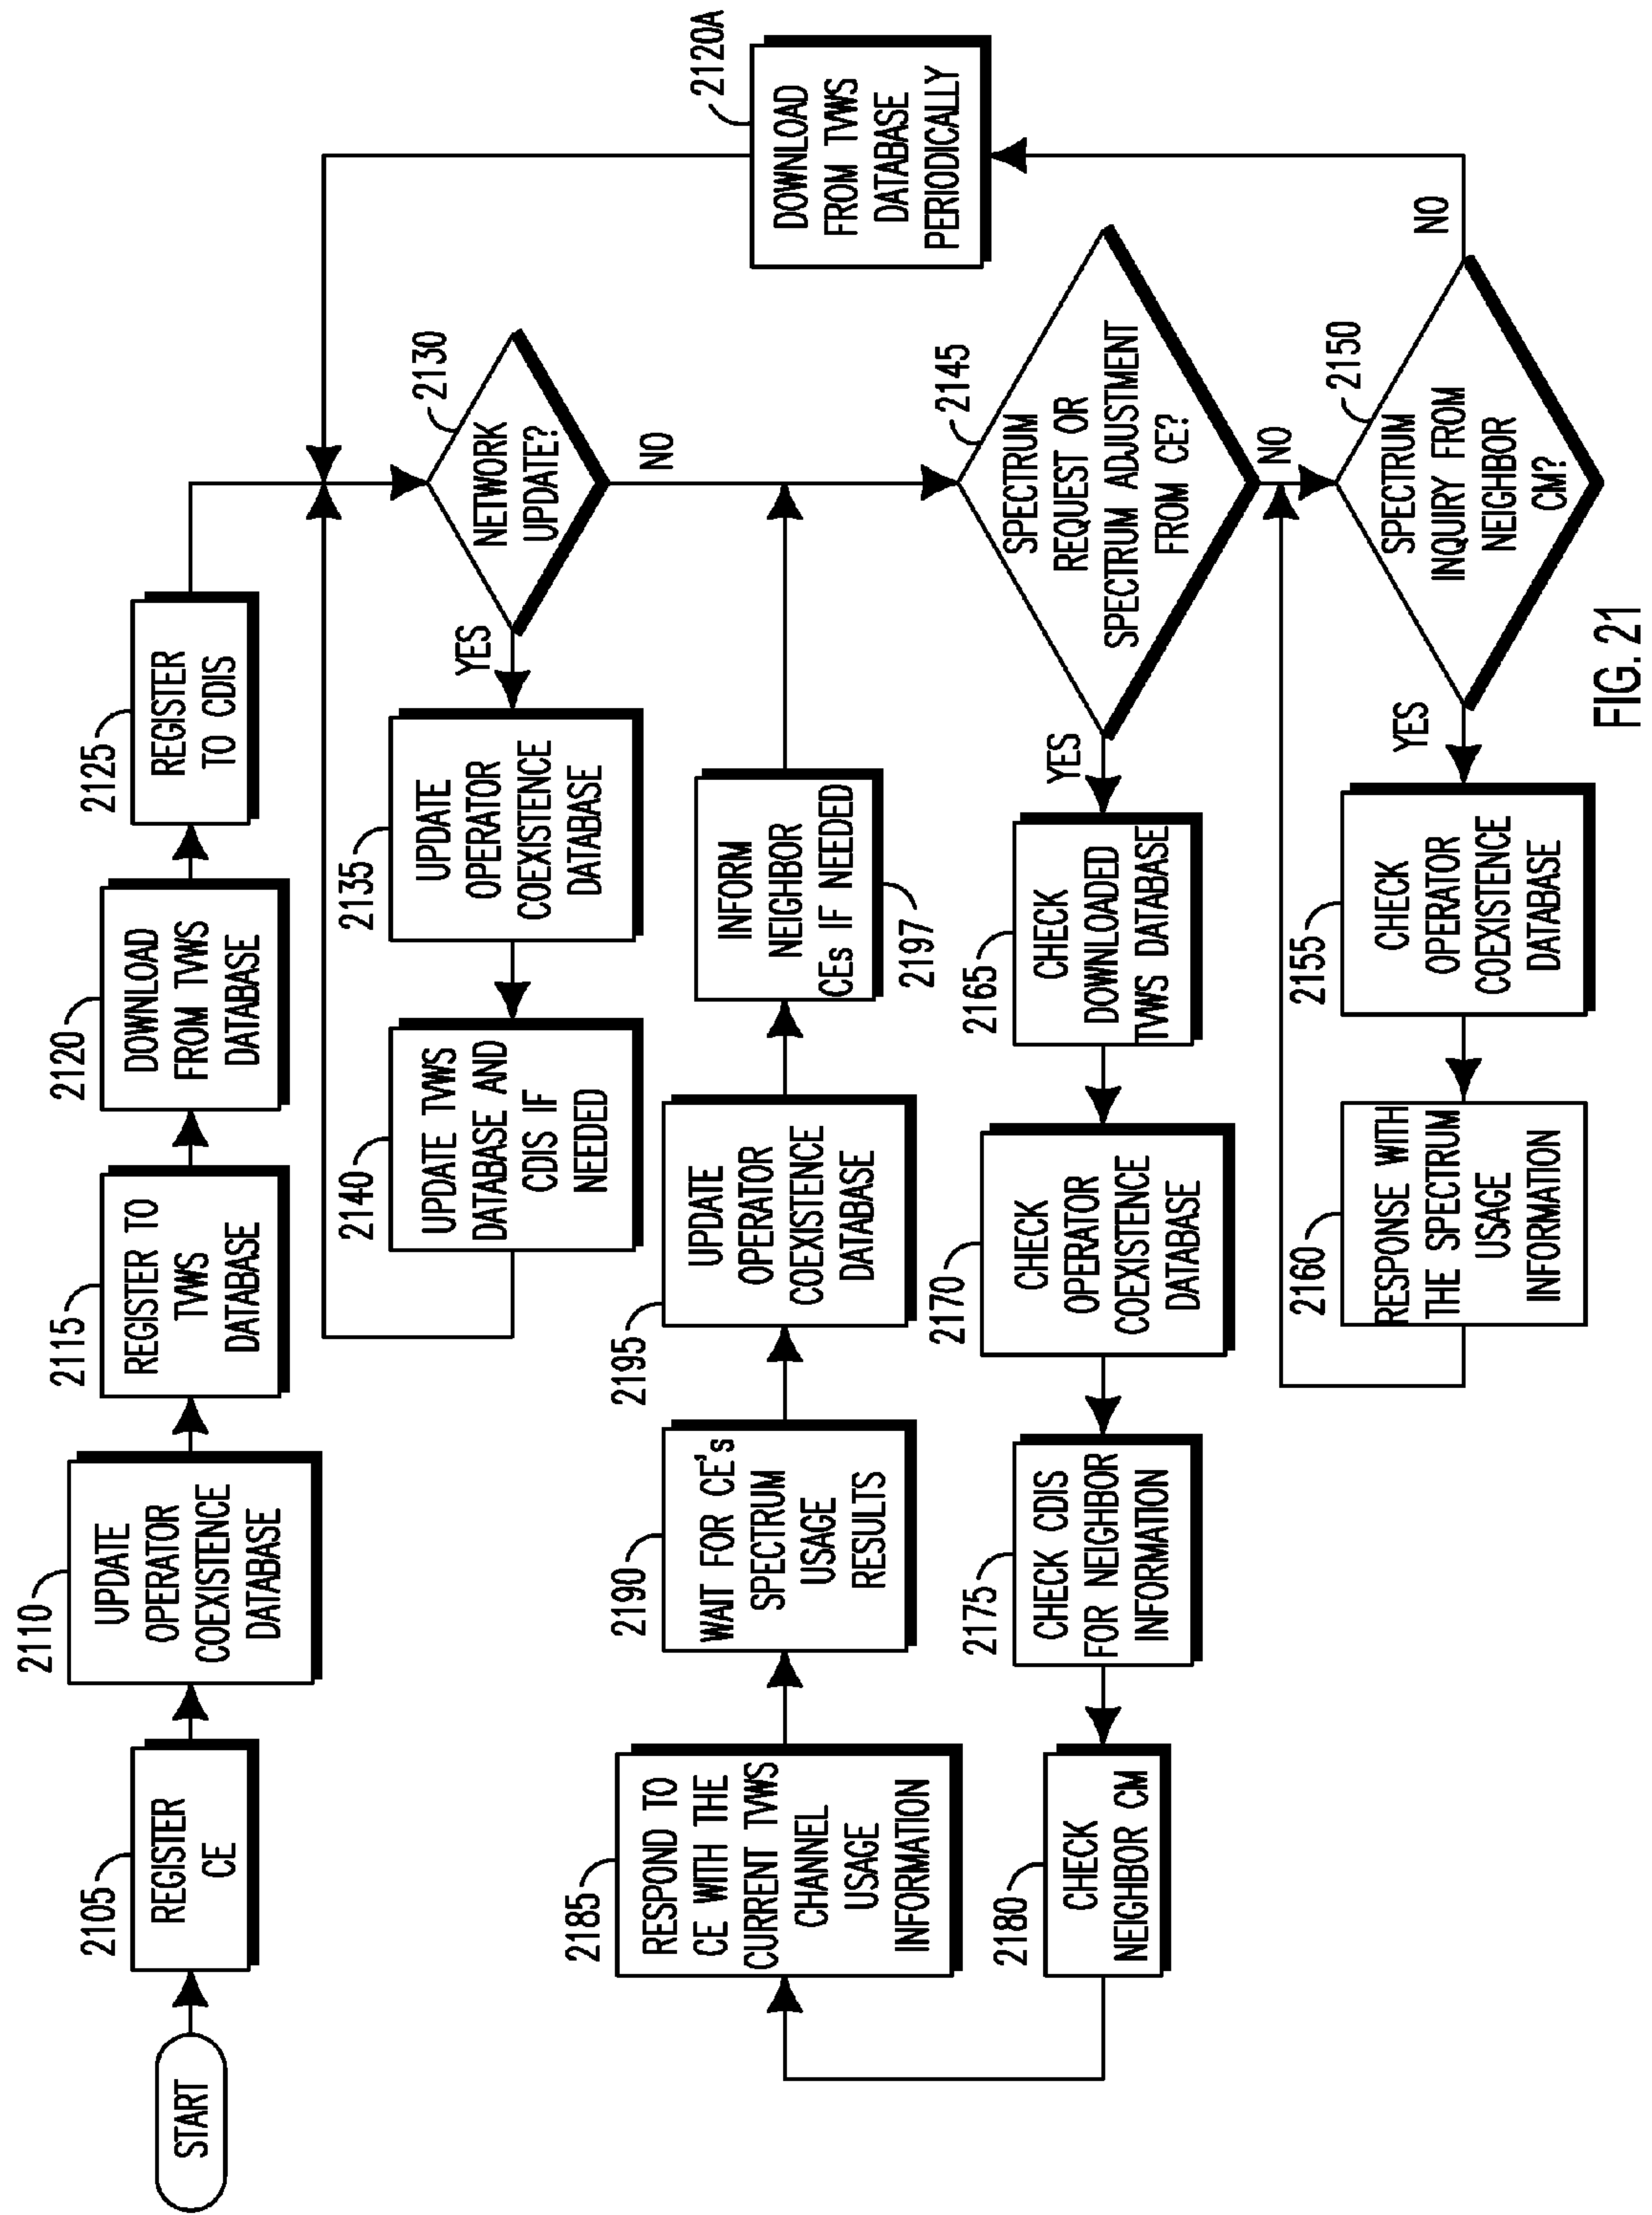 START
2105
REGISTER
CE
2110
UPDATE
OPERATOR
COEXISTENCE
DATABASE
2115
REGISTER TO
TVWS
DATABASE
2120
DOWNLOAD
FROM TVWS
DATABASE
2125
REGISTER
TO CDIS
2130
NETWORK
UPDATE?
YES
NO
2135
UPDATE
OPERATOR
COEXISTENCE
DATABASE
2140
UPDATE TVWS
DATABASE AND
CDIS IF
NEEDED
2185
RESPOND TO
CE WITH THE
CURRENT TVWS
CHANNEL
USAGE
INFORMATION
2190
WAIT FOR CE's
SPECTRUM
USAGE
RESULTS
2195
UPDATE
OPERATOR
COEXISTENCE
DATABASE
INFORM
NEIGHBOR
CEs IF NEEDED
2197
2120A
DOWNLOAD
FROM TVWS
DATABASE
PERIODICALLY
2145
SPECTRUM
REQUEST OR
SPECTRUM ADJUSTMENT
FROM CE?
YES
NO
2165
CHECK
DOWNLOADED
TVWS DATABASE
2170
CHECK
OPERATOR
COEXISTENCE
DATABASE
2175
CHECK CDIS
FOR NEIGHBOR
INFORMATION
2180
CHECK
NEIGHBOR CM
2150
SPECTRUM
INQUIRY FROM
NEIGHBOR
CM?
YES
NO
2155
CHECK
OPERATOR
COEXISTENCE
DATABASE
2160
RESPONSE WITH
THE SPECTRUM
USAGE
INFORMATION
FIG. 21